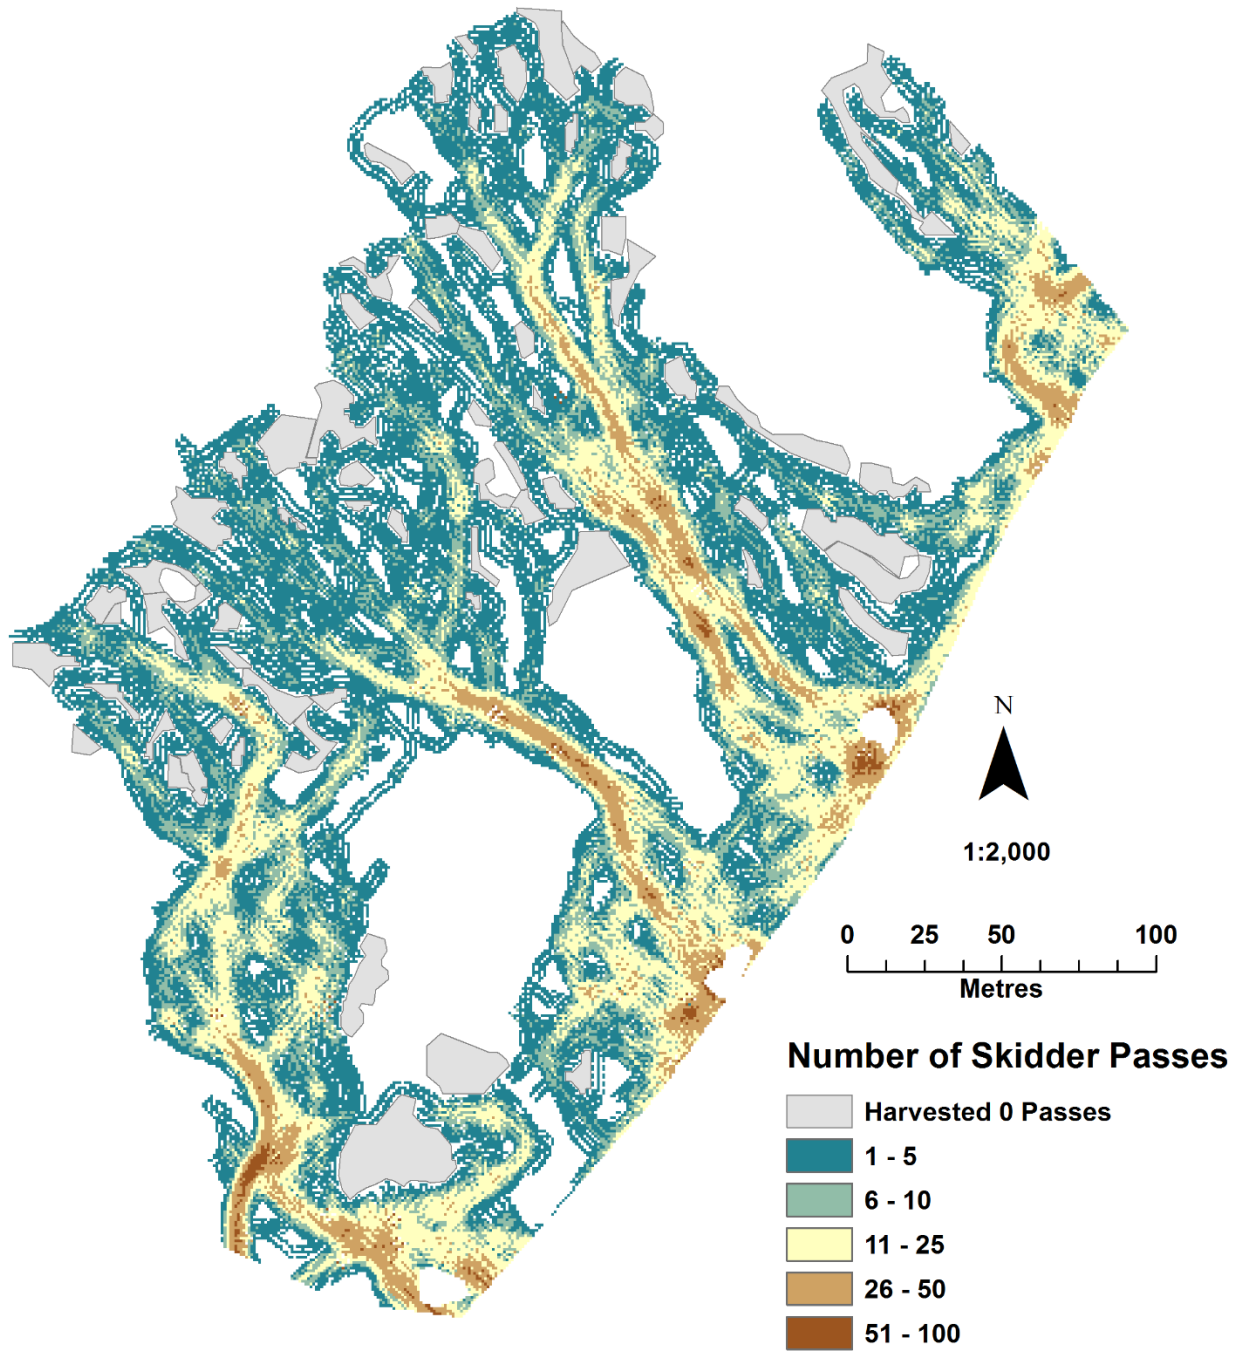 N
1:2,000
0 25 50 100
Metres
Number of Skidder Passes
Harvested 0 Passes
1 - 5
6 - 10
11 - 25
26 - 50
51 - 100